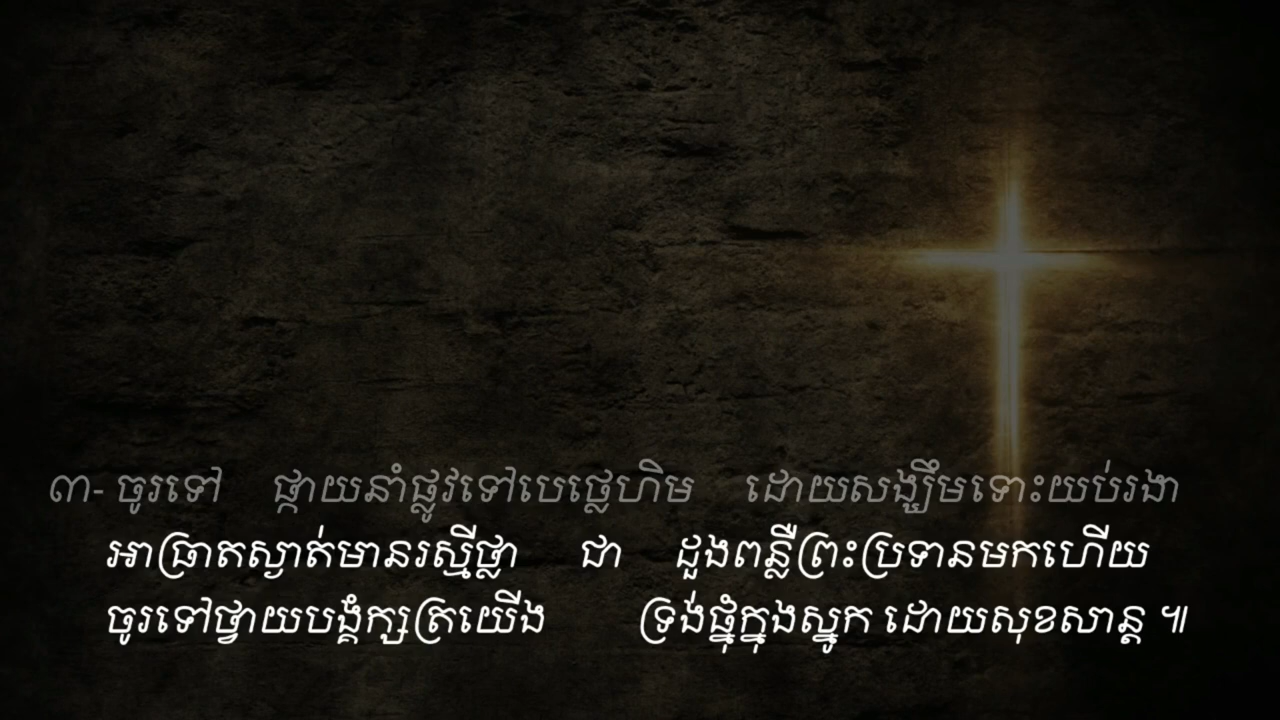 ៣- ចូរទៅ ផ្កាយនាំផ្លូវទៅបេថ្លេហិម ដោយសង្ឃឹមទោះយប់រងា
អាធ្រាតស្ងាត់មានរស្មីថ្លា ជា ដួងពន្លឺព្រះប្រទានមកហើយ
ចូរទៅថ្វាយបង្គំក្សត្រយើង ទ្រង់ផ្នុំក្នុងស្នូក ដោយសុខសាន្ត ៕